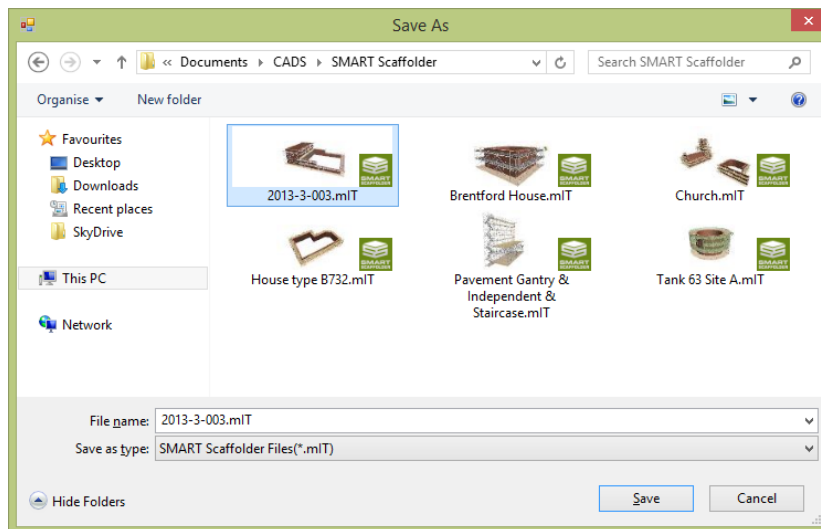 Save As
« Documents CADS SMART Scaffolder
Search SMART Scaffolder
Organise
New folder
Favourites
Desktop
Downloads
Recent places
SkyDrive
This PC
Network
2013-3-003.mIT
Brentford House.mIT
Church.mIT
House type B732.mIT
Pavement Gantry &
Independent &
Staircase.mIT
Tank 63 Site A.mIT
File name: 2013-3-003.mIT
Save as type: SMART Scaffolder Files(*.mIT)
Hide Folders
Save
Cancel